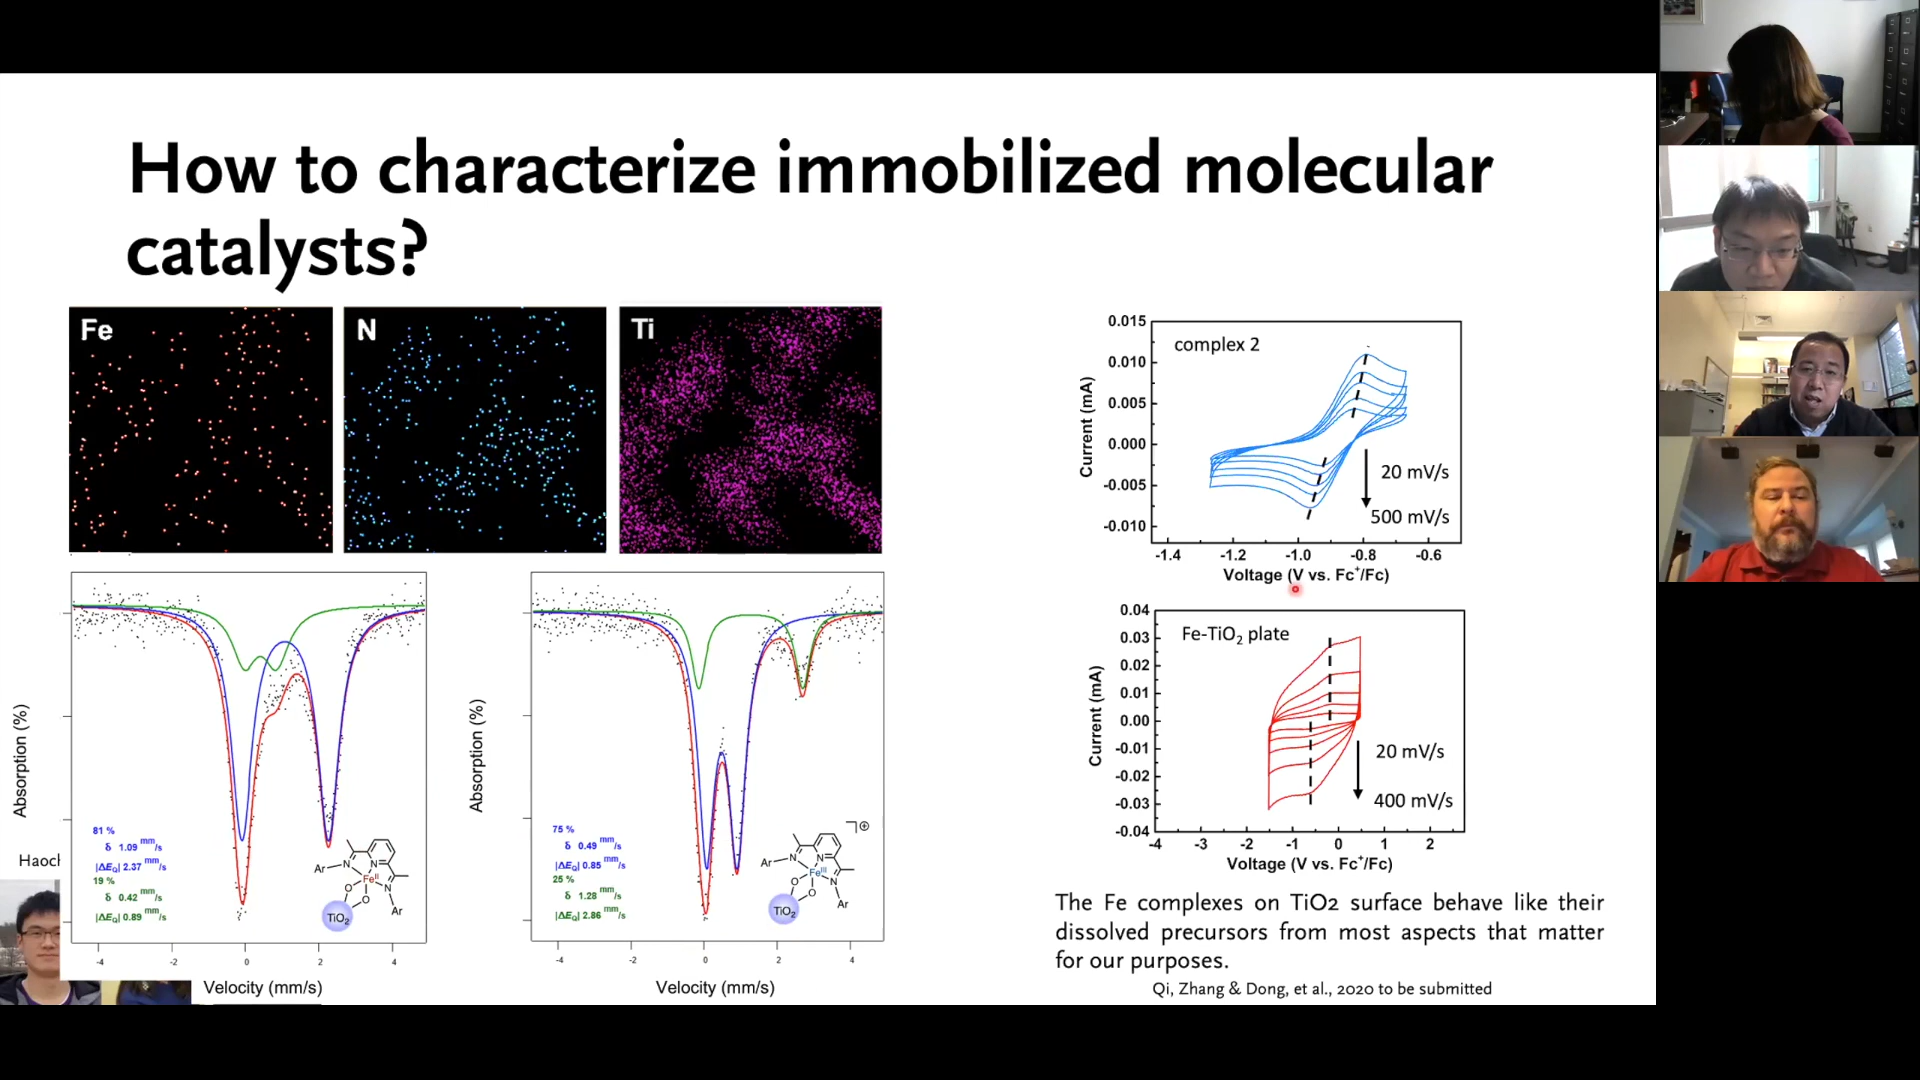 How to characterize immobilized molecular
catalysts?
Fe
N
Ti
Absorption (%)
81 %
δ 1.09 mm/s
|ΔEQ| 2.37 mm/s
19 %
δ 0.42 mm/s
|ΔEQ| 0.89 mm/s
Ar
N
N
FeII
N
O
O
Ar
TiO2
-4 -2 0 2 4
Velocity (mm/s)
Absorption (%)
75 %
δ 0.49 mm/s
|ΔEQ| 0.85 mm/s
25 %
δ 1.28 mm/s
|ΔEQ| 2.86 mm/s
Ar
N
N
FeIII
N
O
O
Ar
TiO2
-4 -2 0 2 4
Velocity (mm/s)
Haoch
complex 2
Current (mA)
0.015
0.010
0.005
0.000
-0.005
-0.010
20 mV/s
500 mV/s
-1.4 -1.2 -1.0 -0.8 -0.6
Voltage (V vs. Fc+/Fc)
Fe-TiO2 plate
Current (mA)
0.04
0.03
0.02
0.01
0.00
-0.01
-0.02
-0.03
-0.04
20 mV/s
400 mV/s
-4 -3 -2 -1 0 1 2
Voltage (V vs. Fc+/Fc)
The Fe complexes on TiO2 surface behave like their
dissolved precursors from most aspects that matter
for our purposes.
Qi, Zhang & Dong, et al., 2020 to be submitted